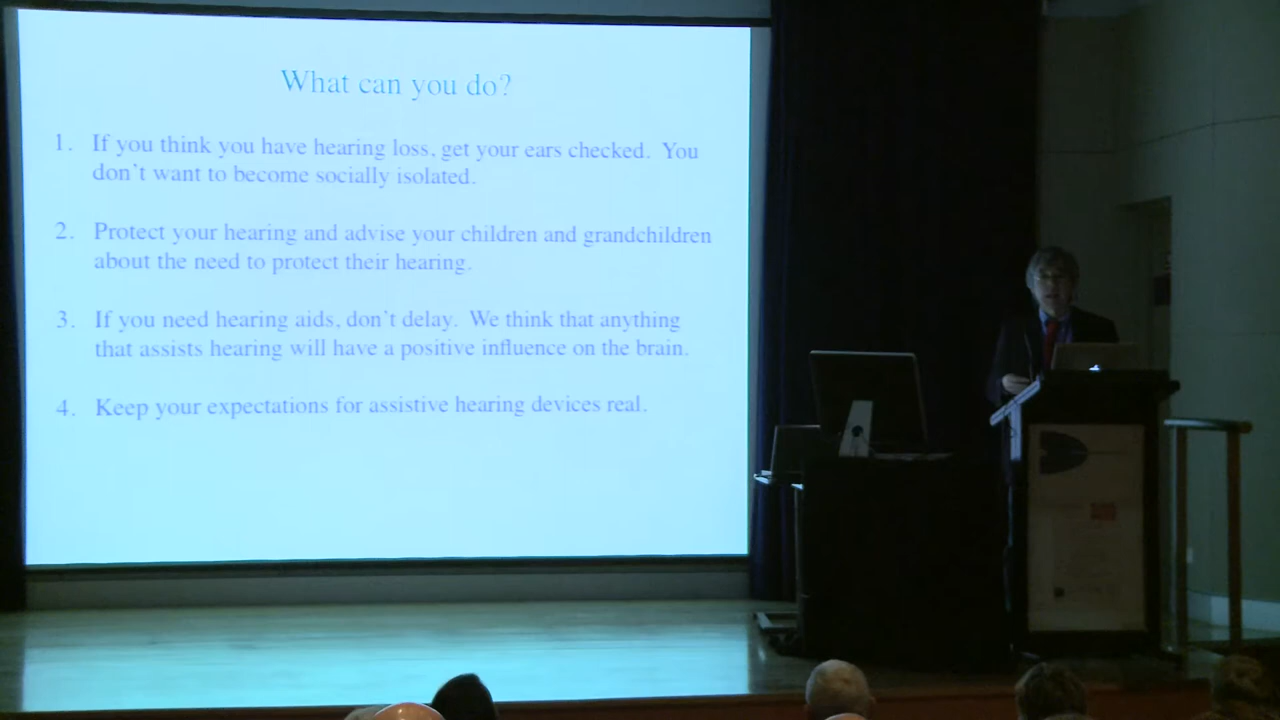 What can you do?
1. If you think you have hearing loss, get your ears checked. You
don't want to become socially isolated.
2. Protect your hearing and advise your children and grandchildren
about the need to protect their hearing.
3. If you need hearing aids, don't delay. We think that anything
that assists hearing will have a positive influence on the brain.
4. Keep your expectations for assistive hearing devices real.